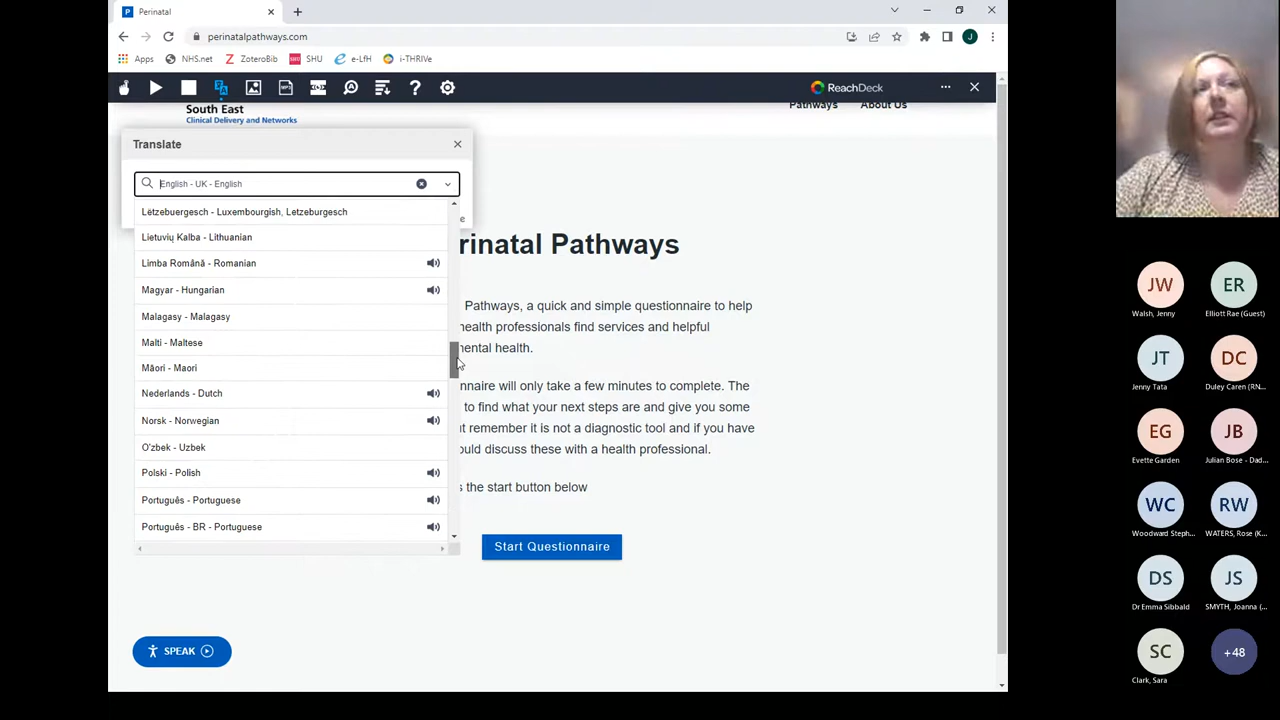 Perinatal
perinatalpathways.com
Apps
NHS.net
ZoteroBib
SHU
e-LfH
i-THRIVE
ReachDeck
South East
Clinical Delivery and Networks
Pathways
About Us
Translate
English - UK - English
Lëtzebuergesch - Luxembourgish, Letzeburgesch
Lietuvių Kalba - Lithuanian
Limba Română - Romanian
Magyar - Hungarian
Malagasy - Malagasy
Malti - Maltese
Māori - Maori
Nederlands - Dutch
Norsk - Norwegian
O'zbek - Uzbek
Polski - Polish
Português - Portuguese
Português - BR - Portuguese
rinatal Pathways
Pathways, a quick and simple questionnaire to help
health professionals find services and helpful
mental health.
nnaire will only take a few minutes to complete. The
to find what your next steps are and give you some
ut remember it is not a diagnostic tool and if you have
ould discuss these with a health professional.
s the start button below
Start Questionnaire
SPEAK
JW
Walsh, Jenny
ER
Elliott Rae (Guest)
JT
Jenny Tata
DC
Duley Caren (RN...
EG
Evette Garden
JB
Julian Bose - Dad...
WC
Woodward Steph...
RW
WATERS, Rose (K...
DS
Dr Emma Sibbald
JS
SMYTH, Joanna (...
SC
Clark, Sara
+48